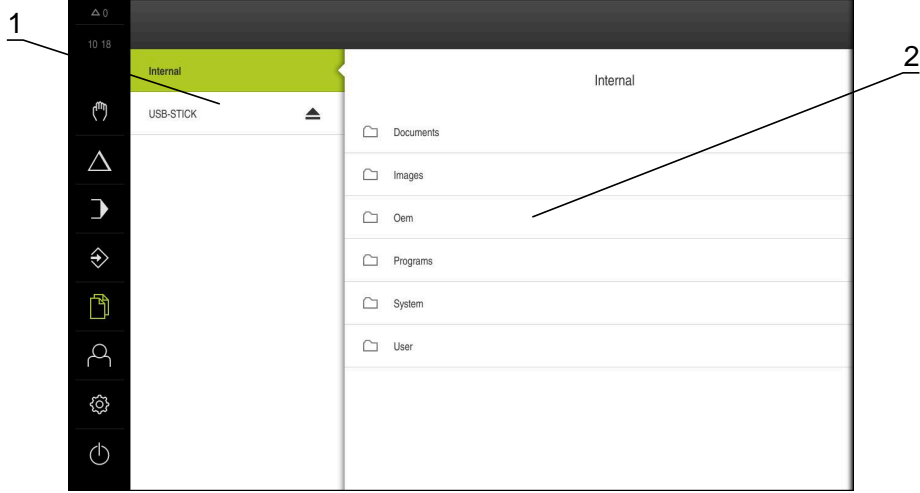 1
△ 0
10 18
2
Internal
USB-STICK
Internal
Documents
Images
Oem
Programs
System
User